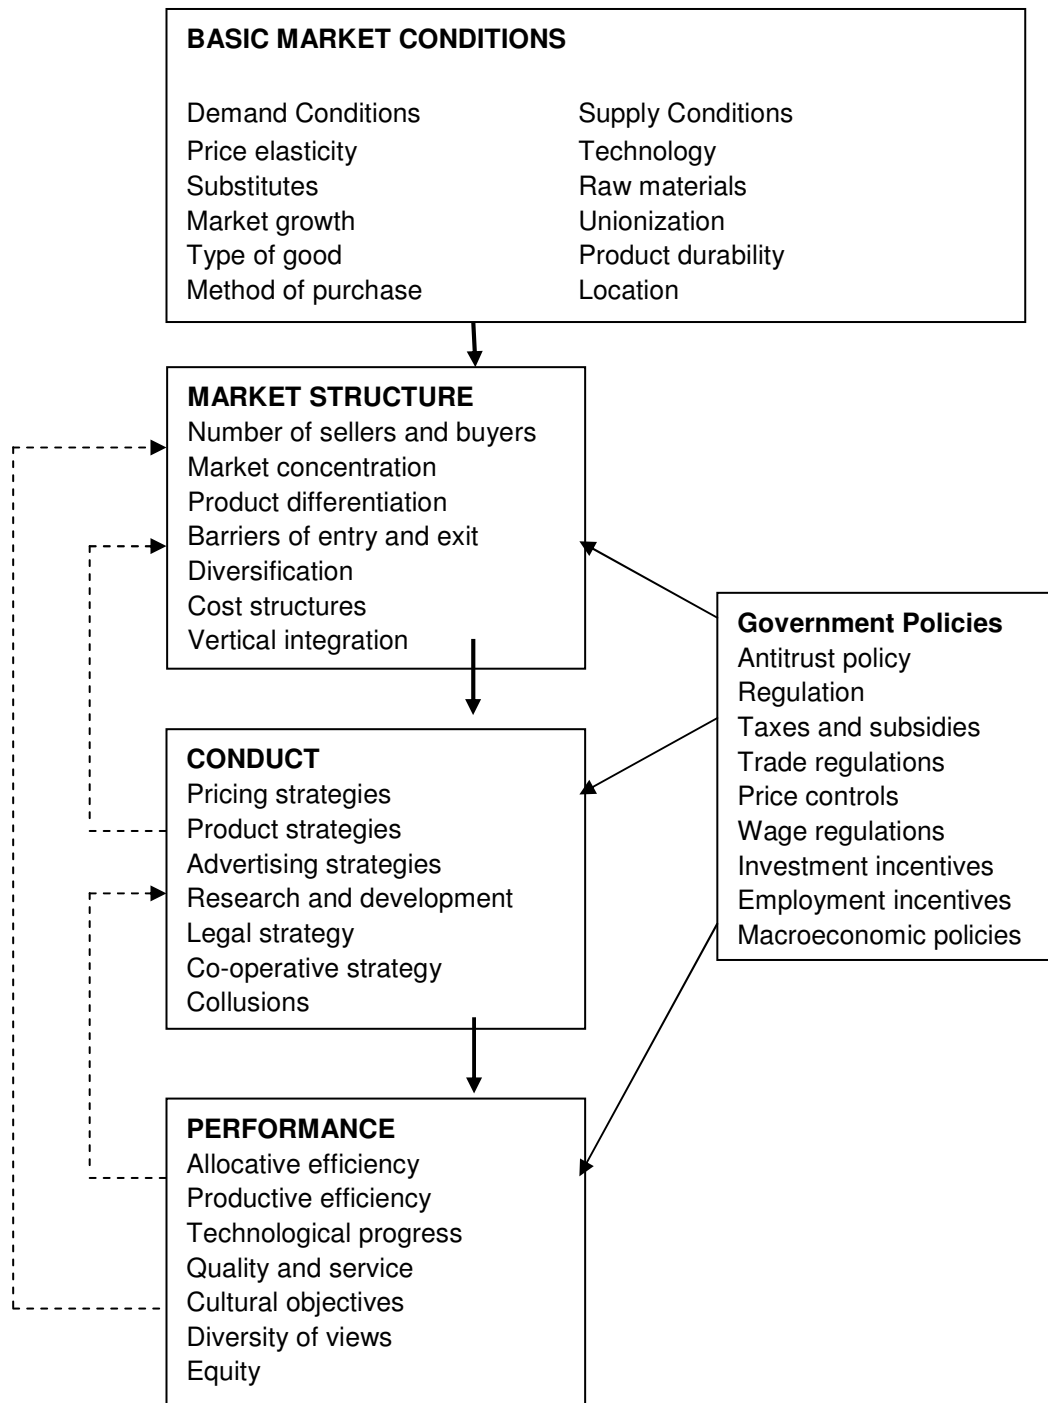 BASIC MARKET CONDITIONS
Demand Conditions Supply Conditions
Price elasticity Technology
Substitutes Raw materials
Market growth Unionization
Type of good Product durability
Method of purchase Location
MARKET STRUCTURE
Number of sellers and buyers
Market concentration
Product differentiation
Barriers of entry and exit
Diversification
Cost structures
Vertical integration
Government Policies
Antitrust policy
Regulation
Taxes and subsidies
Trade regulations
Price controls
Wage regulations
Investment incentives
Employment incentives
Macroeconomic policies
CONDUCT
Pricing strategies
Product strategies
Advertising strategies
Research and development
Legal strategy
Co-operative strategy
Collusions
PERFORMANCE
Allocative efficiency
Productive efficiency
Technological progress
Quality and service
Cultural objectives
Diversity of views
Equity